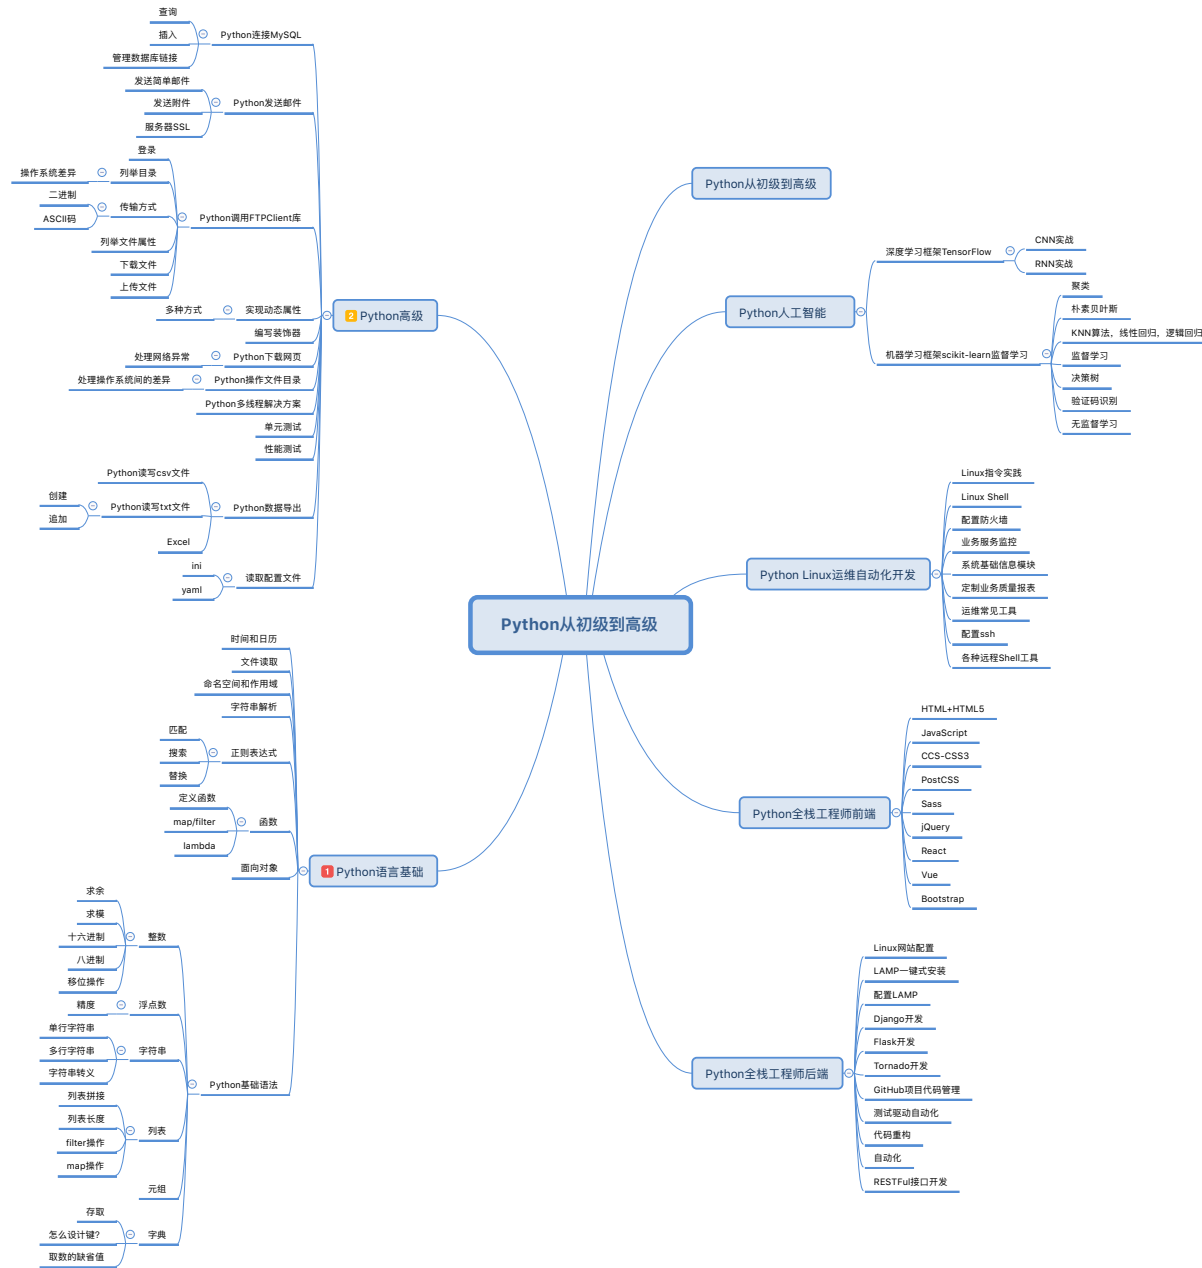 Python从初级到高级
Python从初级到高级
Python人工智能
深度学习框架TensorFlow
CNN实战
RNN实战
机器学习框架scikit-learn监督学习
聚类
朴素贝叶斯
KNN算法，线性回归，逻辑回归
监督学习
决策树
验证码识别
无监督学习
Python Linux运维自动化开发
Linux指令实践
Linux Shell
配置防火墙
业务服务监控
系统基础信息模块
定制业务质量报表
运维常见工具
配置ssh
各种远程Shell工具
Python全栈工程师前端
HTML+HTML5
JavaScript
CCS-CSS3
PostCSS
Sass
jQuery
React
Vue
Bootstrap
Python全栈工程师后端
Linux网站配置
LAMP一键式安装
配置LAMP
Django开发
Flask开发
Tornado开发
GitHub项目代码管理
测试驱动自动化
代码重构
自动化
RESTFul接口开发
2 Python高级
Python连接MySQL
查询
插入
管理数据库链接
Python发送邮件
发送简单邮件
发送附件
服务器SSL
Python调用FTPClient库
登录
列举目录
操作系统差异
传输方式
二进制
ASCII码
列举文件属性
下载文件
上传文件
实现动态属性
多种方式
编写装饰器
Python下载网页
处理网络异常
Python操作文件目录
处理操作系统间的差异
Python多线程解决方案
单元测试
性能测试
Python数据导出
Python读写csv文件
Python读写txt文件
创建
追加
Excel
读取配置文件
ini
yaml
1 Python语言基础
时间和日历
文件读取
命名空间和作用域
字符串解析
正则表达式
匹配
搜索
替换
函数
定义函数
map/filter
lambda
面向对象
Python基础语法
整数
求余
求模
十六进制
八进制
移位操作
浮点数
精度
字符串
单行字符串
多行字符串
字符串转义
列表
列表拼接
列表长度
filter操作
map操作
元组
字典
存取
怎么设计键?
取数的缺省值